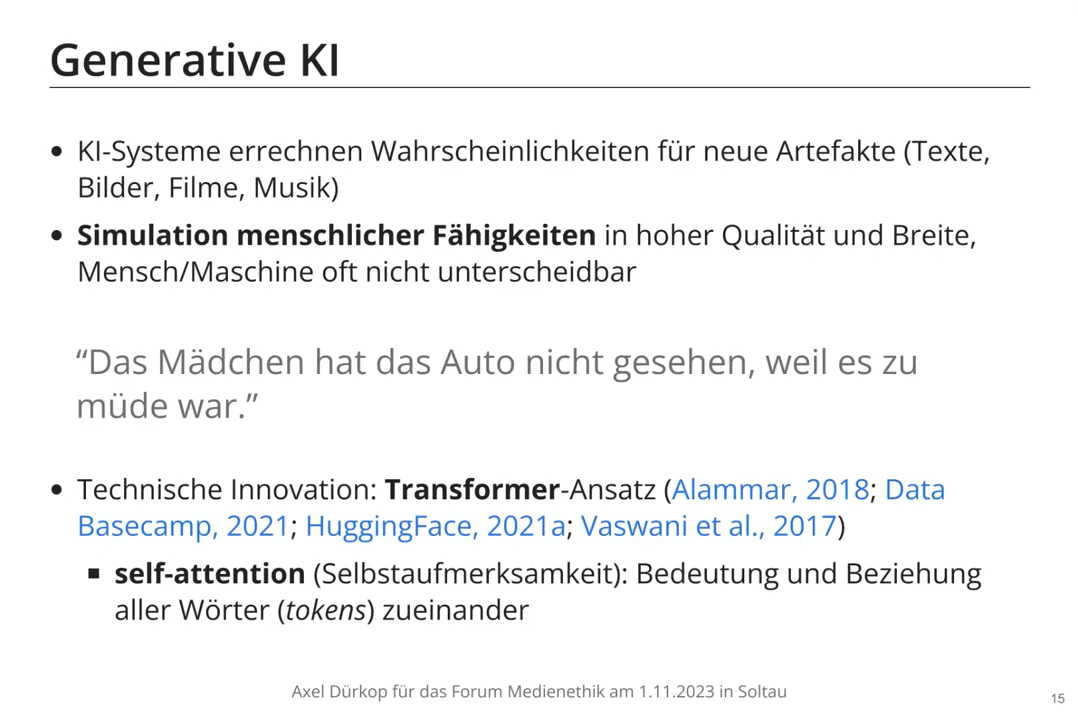 Generative KI
• KI-Systeme errechnen Wahrscheinlichkeiten für neue Artefakte (Texte,
Bilder, Filme, Musik)
• Simulation menschlicher Fähigkeiten in hoher Qualität und Breite,
Mensch/Maschine oft nicht unterscheidbar
“Das Mädchen hat das Auto nicht gesehen, weil es zu
müde war.”
• Technische Innovation: Transformer-Ansatz (Alammar, 2018; Data
Basecamp, 2021; HuggingFace, 2021a; Vaswani et al., 2017)
▪ self-attention (Selbstaufmerksamkeit): Bedeutung und Beziehung
aller Wörter (tokens) zueinander
Axel Dürkop für das Forum Medienethik am 1.11.2023 in Soltau
15